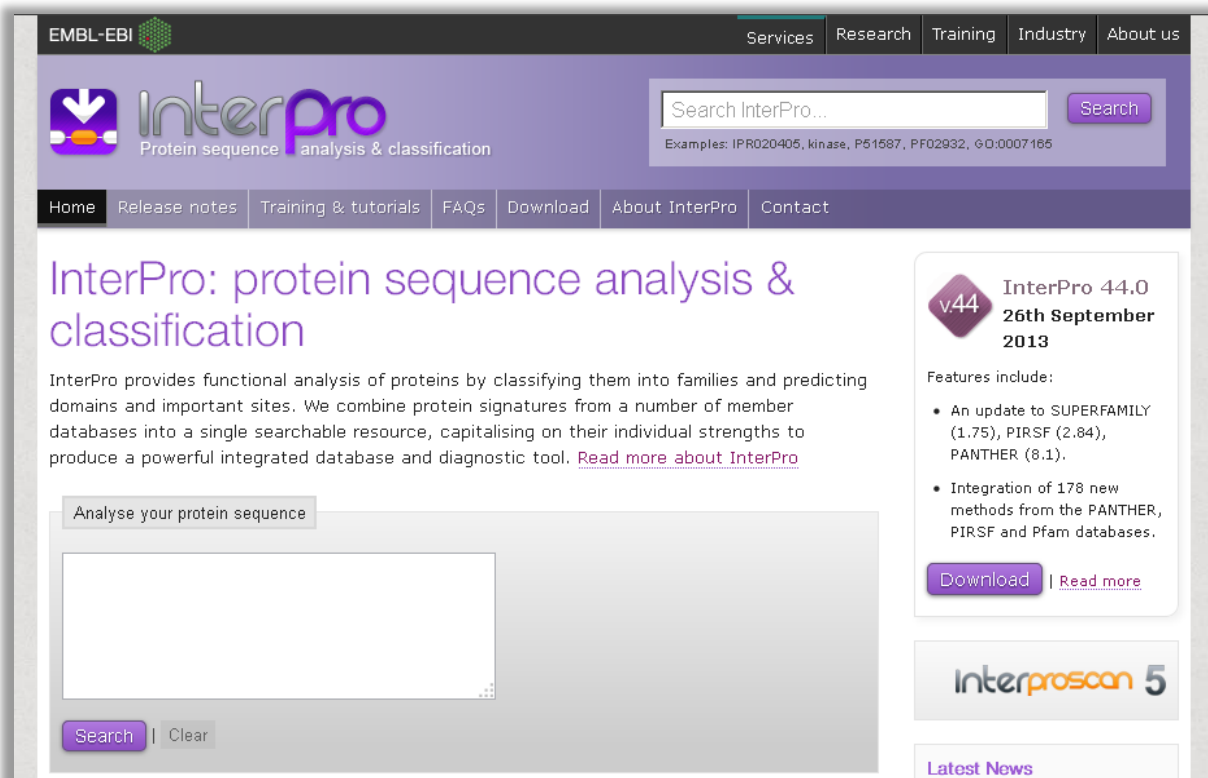 EMBL-EBI
Services Research Training Industry About us
InterPro
Protein sequence analysis & classification
Search InterPro...
Search
Examples: IPR020405, kinase, P51587, PF02932, GO:0007165
Home Release notes Training & tutorials FAQs Download About InterPro Contact
InterPro: protein sequence analysis &
classification
InterPro provides functional analysis of proteins by classifying them into families and predicting
domains and important sites. We combine protein signatures from a number of member
databases into a single searchable resource, capitalising on their individual strengths to
produce a powerful integrated database and diagnostic tool. Read more about InterPro
Analyse your protein sequence
Search | Clear
v.44
InterPro 44.0
26th September
2013
Features include:
• An update to SUPERFAMILY
(1.75), PIRSF (2.84),
PANTHER (8.1).
• Integration of 178 new
methods from the PANTHER,
PIRSF and Pfam databases.
Download | Read more
Interproscan 5
Latest News